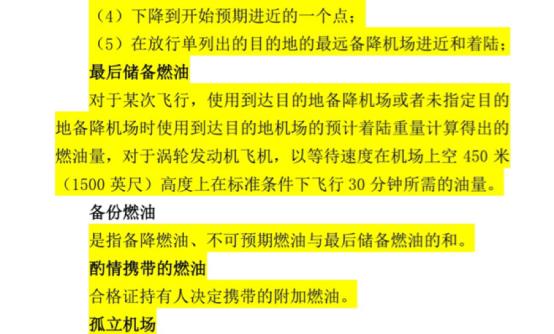 （4）下降到开始预期进近的一个点；
（5）在放行单列出的目的地的最远备降机场进近和着陆；
最后储备燃油
对于某次飞行，使用到达目的地备降机场或者未指定目的
地备降机场时使用到达目的地机场的预计着陆重量计算得出的
燃油量，对于涡轮发动机飞机，以等待速度在机场上空 450 米
（1500 英尺）高度上在标准条件下飞行 30 分钟所需的油量。
备份燃油
是指备降燃油、不可预期燃油与最后储备燃油的和。
酌情携带的燃油
合格证持有人决定携带的附加燃油。
孤立机场